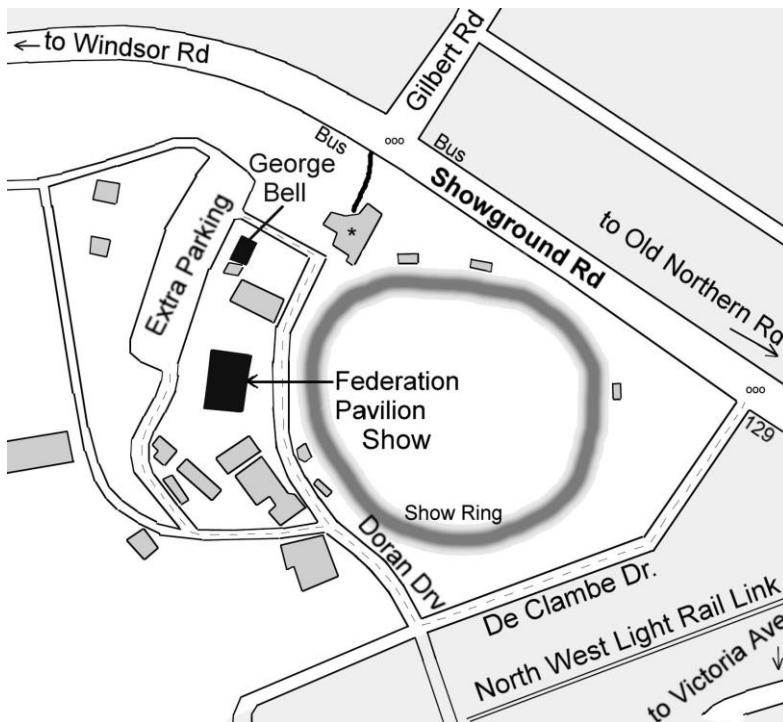 to Windsor Rd
Gilbert Rd
ooo
Bus
Bus
George
Bell
*
Showground Rd
to Old Northern Rd
Extra Parking
Federation
Pavilion
Show
ooo
129
Show Ring
Doran Drv
De Clambe Dr.
North West Light Rail Link
to Victoria Ave